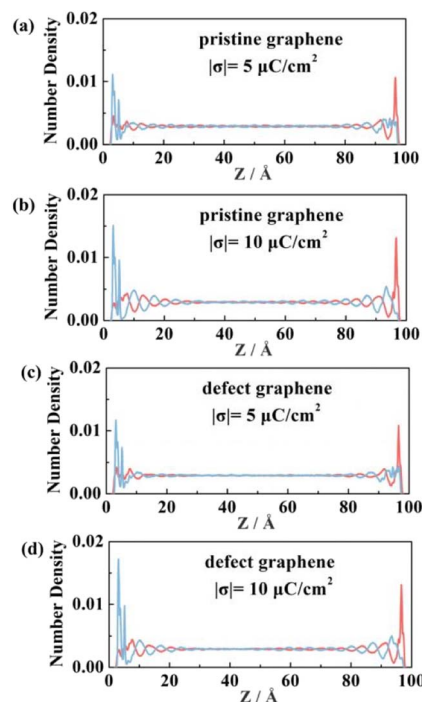 (a)
0.02
0.01
0.00
Number Density
pristine graphene
|σ|= 5 μC/cm²
0 20 40 60 80 100
Z / Å
(b)
0.02
0.01
0.00
Number Density
pristine graphene
|σ|= 10 μC/cm²
0 20 40 60 80 100
Z / Å
(c)
0.02
0.01
0.00
Number Density
defect graphene
|σ|= 5 μC/cm²
0 20 40 60 80 100
Z / Å
(d)
0.02
0.01
0.00
Number Density
defect graphene
|σ|= 10 μC/cm²
0 20 40 60 80 100
Z / Å